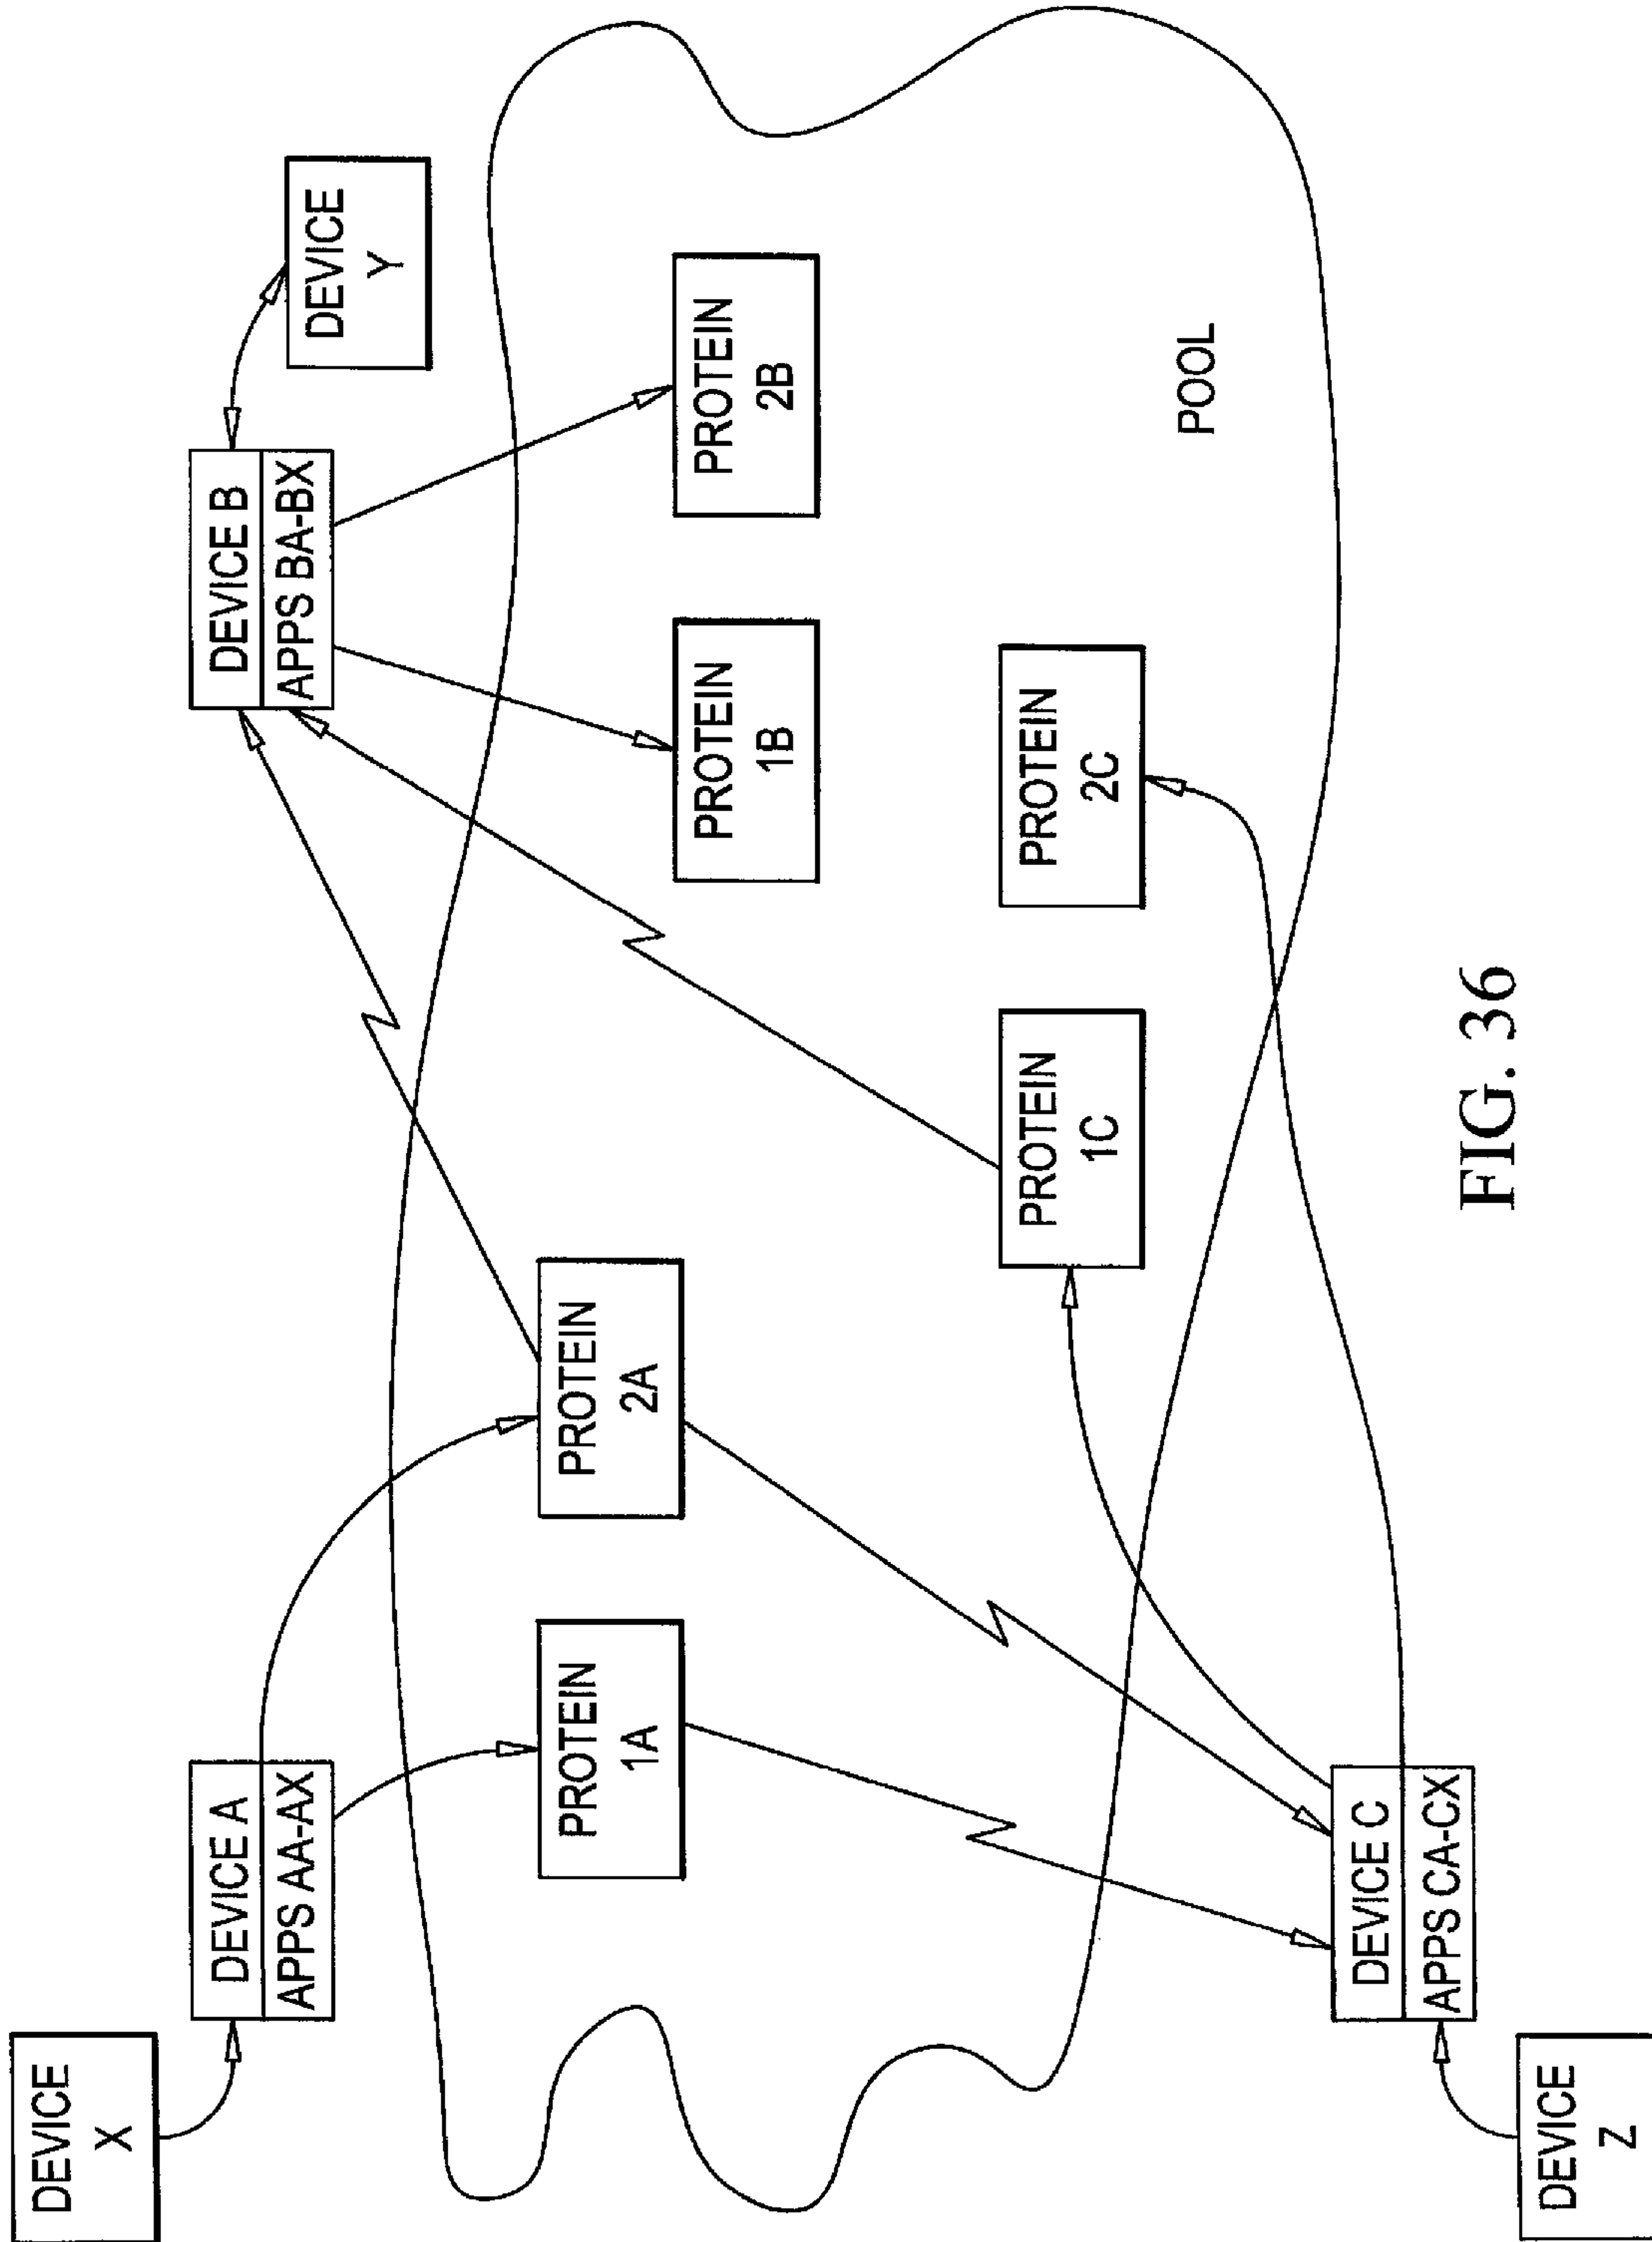 DEVICE
X
DEVICE A
APPS AA-AX
DEVICE B
APPS BA-BX
DEVICE
Y
PROTEIN
1A
PROTEIN
2A
PROTEIN
1B
PROTEIN
2B
PROTEIN
1C
PROTEIN
2C
POOL
DEVICE C
APPS CA-CX
DEVICE
Z
FIG. 36